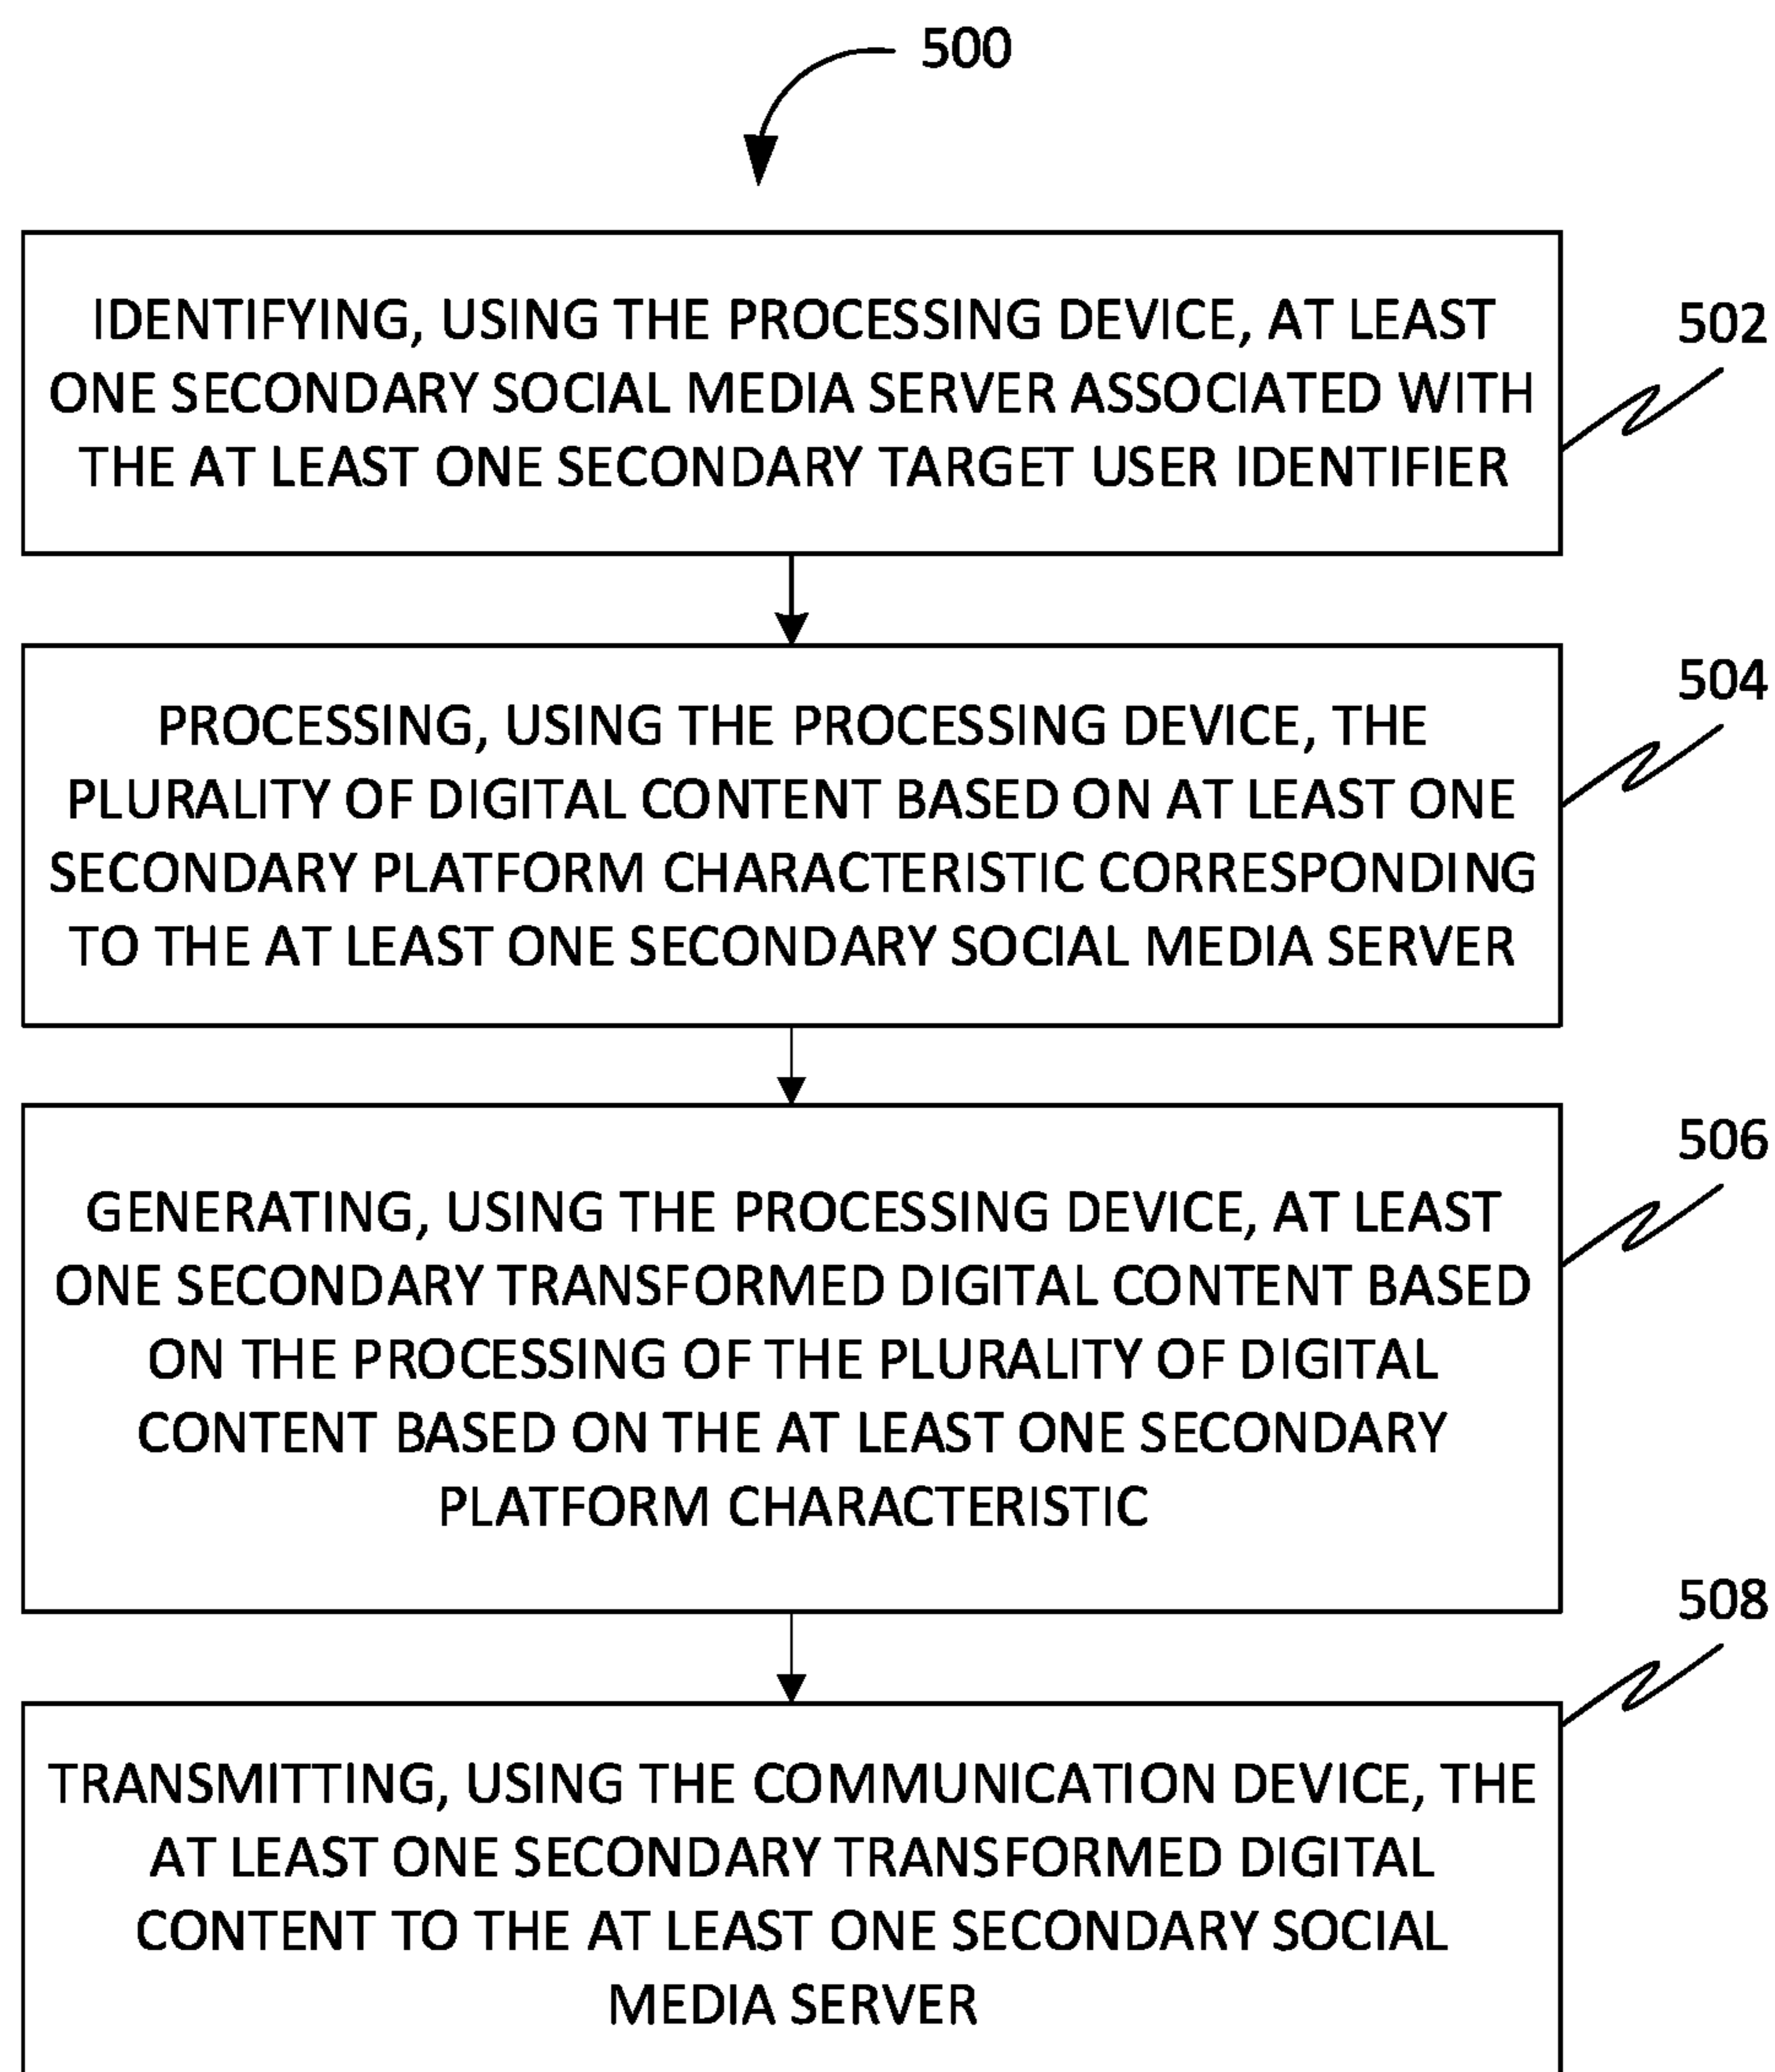 500
IDENTIFYING, USING THE PROCESSING DEVICE, AT LEAST
ONE SECONDARY SOCIAL MEDIA SERVER ASSOCIATED WITH
THE AT LEAST ONE SECONDARY TARGET USER IDENTIFIER
502
PROCESSING, USING THE PROCESSING DEVICE, THE
PLURALITY OF DIGITAL CONTENT BASED ON AT LEAST ONE
SECONDARY PLATFORM CHARACTERISTIC CORRESPONDING
TO THE AT LEAST ONE SECONDARY SOCIAL MEDIA SERVER
504
GENERATING, USING THE PROCESSING DEVICE, AT LEAST
ONE SECONDARY TRANSFORMED DIGITAL CONTENT BASED
ON THE PROCESSING OF THE PLURALITY OF DIGITAL
CONTENT BASED ON THE AT LEAST ONE SECONDARY
PLATFORM CHARACTERISTIC
506
TRANSMITTING, USING THE COMMUNICATION DEVICE, THE
AT LEAST ONE SECONDARY TRANSFORMED DIGITAL
CONTENT TO THE AT LEAST ONE SECONDARY SOCIAL
MEDIA SERVER
508